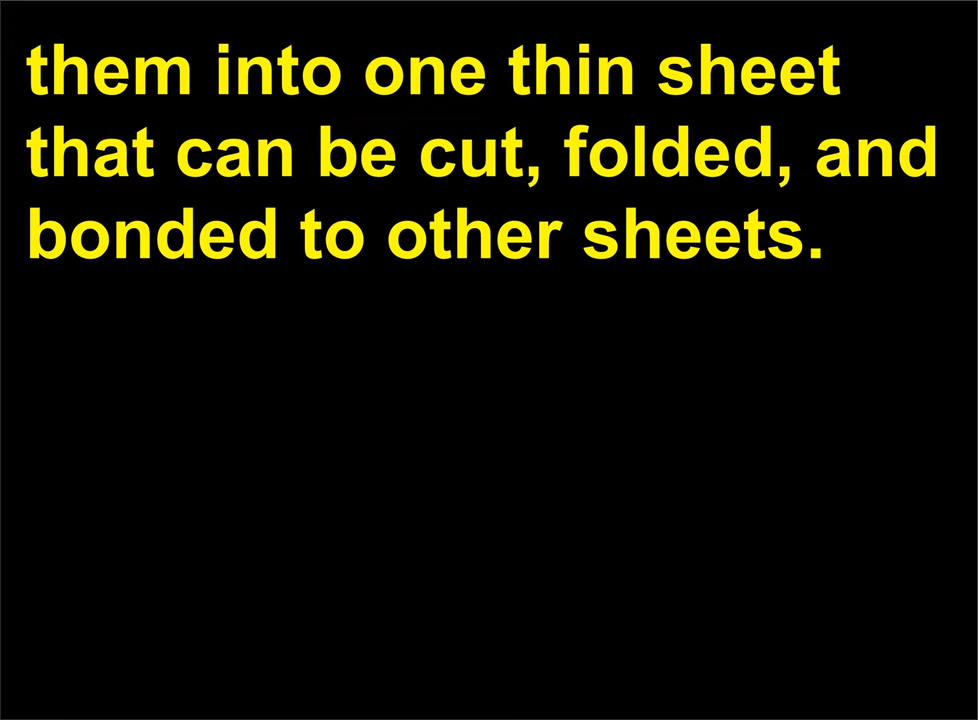 them into one thin sheet
that can be cut, folded, and
bonded to other sheets.